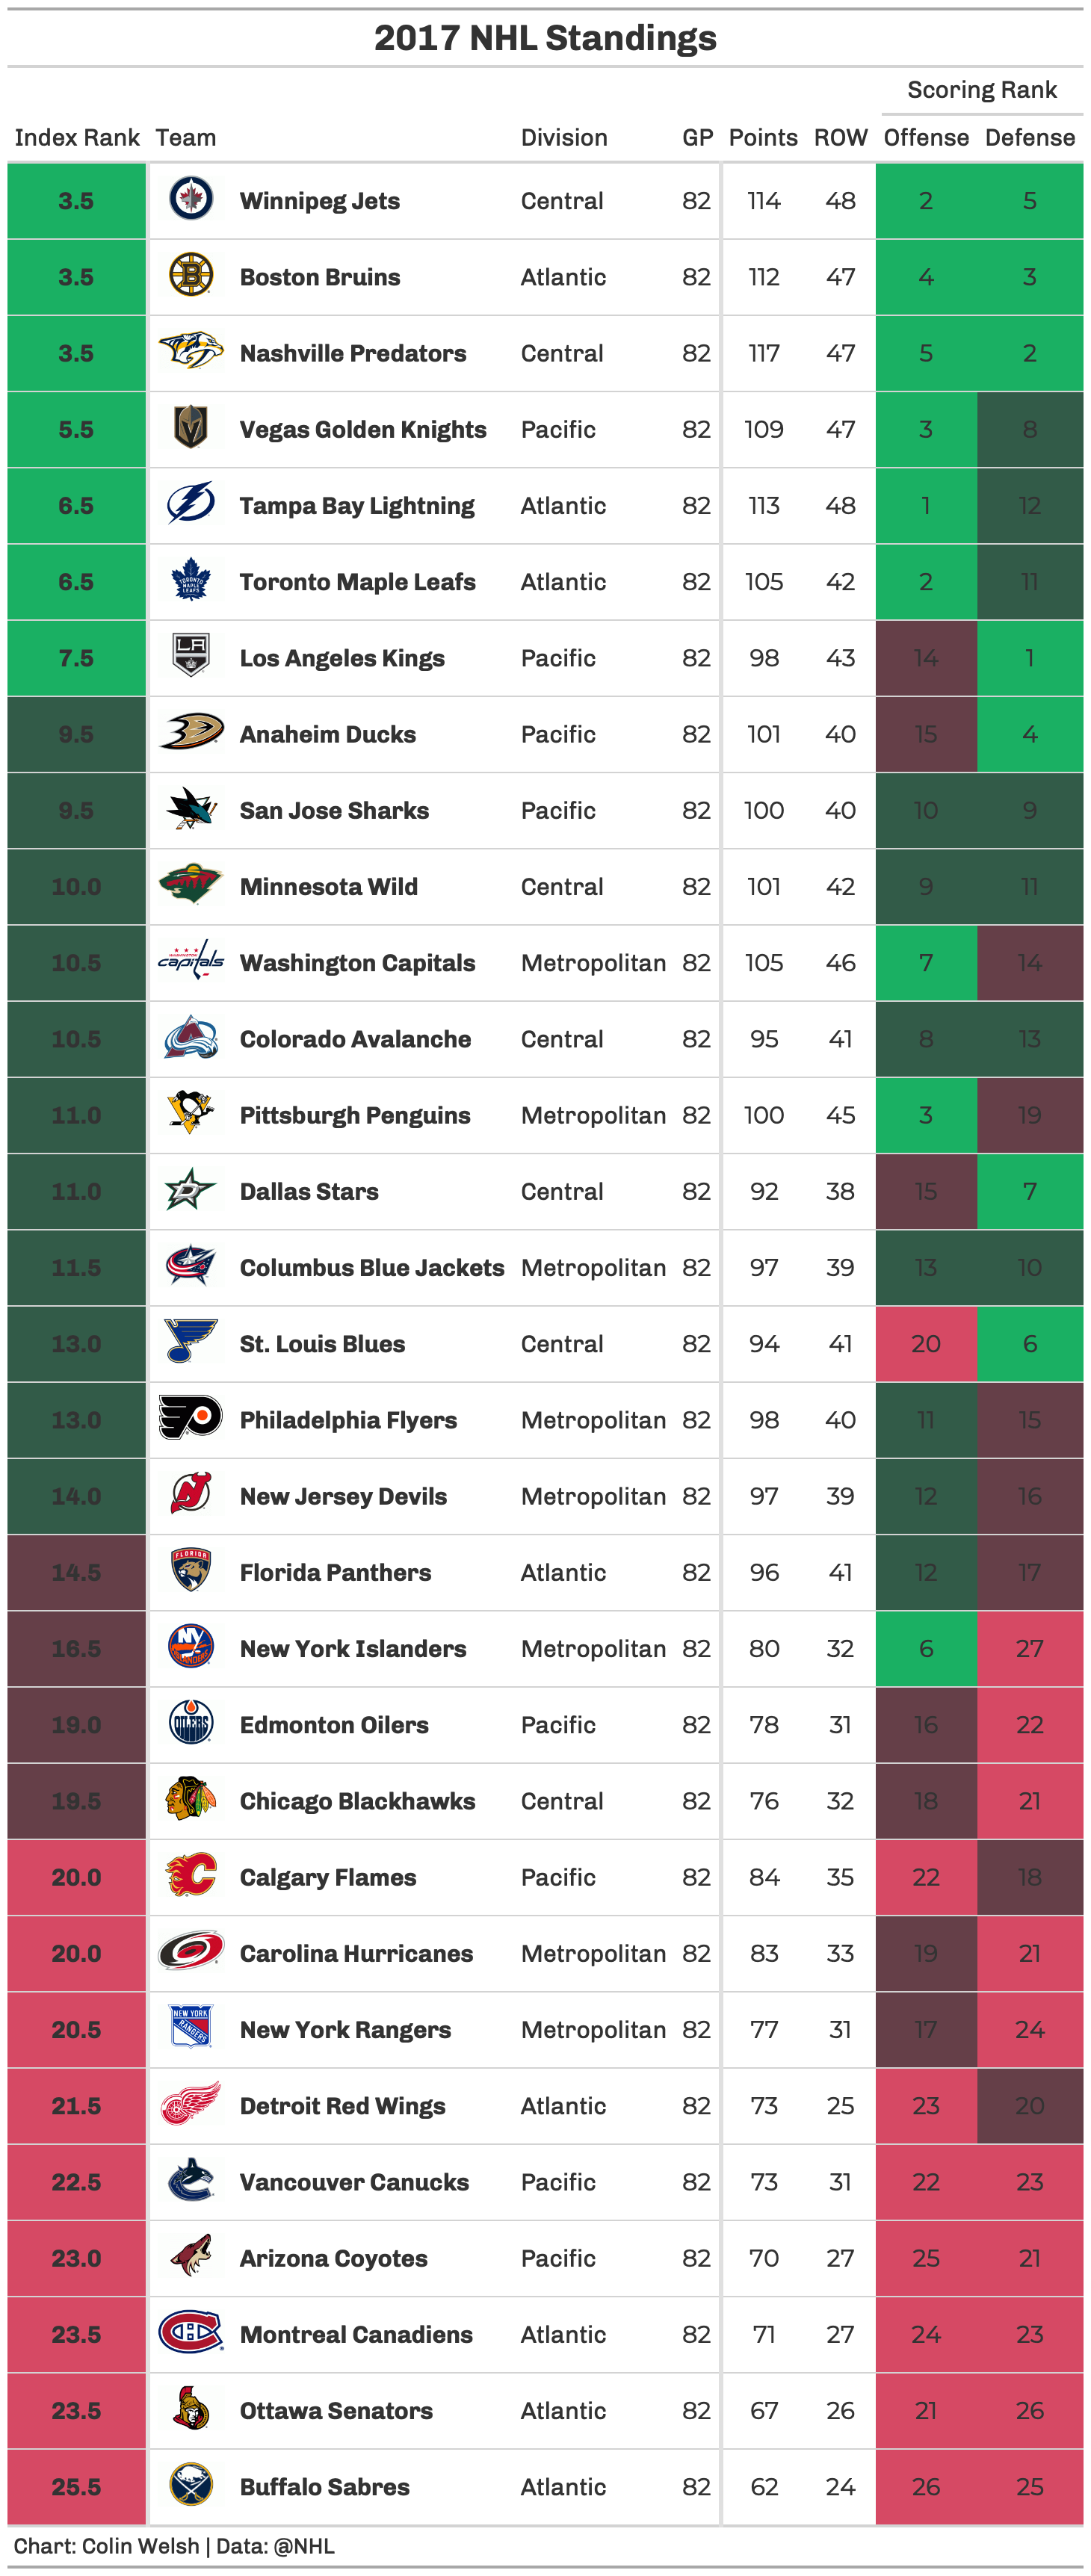 2017 NHL Standings
Scoring Rank
Index Rank Team Division GP Points ROW Offense Defense
3.5 Winnipeg Jets Central 82 114 48 2 5
3.5 Boston Bruins Atlantic 82 112 47 4 3
3.5 Nashville Predators Central 82 117 47 5 2
5.5 Vegas Golden Knights Pacific 82 109 47 3 8
6.5 Tampa Bay Lightning Atlantic 82 113 48 1 12
6.5 Toronto Maple Leafs Atlantic 82 105 42 2 11
7.5 Los Angeles Kings Pacific 82 98 43 14 1
9.5 Anaheim Ducks Pacific 82 101 40 15 4
9.5 San Jose Sharks Pacific 82 100 40 10 9
10.0 Minnesota Wild Central 82 101 42 9 11
10.5 Washington Capitals Metropolitan 82 105 46 7 14
10.5 Colorado Avalanche Central 82 95 41 8 13
11.0 Pittsburgh Penguins Metropolitan 82 100 45 3 19
11.0 Dallas Stars Central 82 92 38 15 7
11.5 Columbus Blue Jackets Metropolitan 82 97 39 13 10
13.0 St. Louis Blues Central 82 94 41 20 6
13.0 Philadelphia Flyers Metropolitan 82 98 40 11 15
14.0 New Jersey Devils Metropolitan 82 97 39 12 16
14.5 Florida Panthers Atlantic 82 96 41 12 17
16.5 New York Islanders Metropolitan 82 80 32 6 27
19.0 Edmonton Oilers Pacific 82 78 31 16 22
19.5 Chicago Blackhawks Central 82 76 32 18 21
20.0 Calgary Flames Pacific 82 84 35 22 18
20.0 Carolina Hurricanes Metropolitan 82 83 33 19 21
20.5 New York Rangers Metropolitan 82 77 31 17 24
21.5 Detroit Red Wings Atlantic 82 73 25 23 20
22.5 Vancouver Canucks Pacific 82 73 31 22 23
23.0 Arizona Coyotes Pacific 82 70 27 25 21
23.5 Montreal Canadiens Atlantic 82 71 27 24 23
23.5 Ottawa Senators Atlantic 82 67 26 21 26
25.5 Buffalo Sabres Atlantic 82 62 24 26 25
Chart: Colin Welsh | Data: @NHL